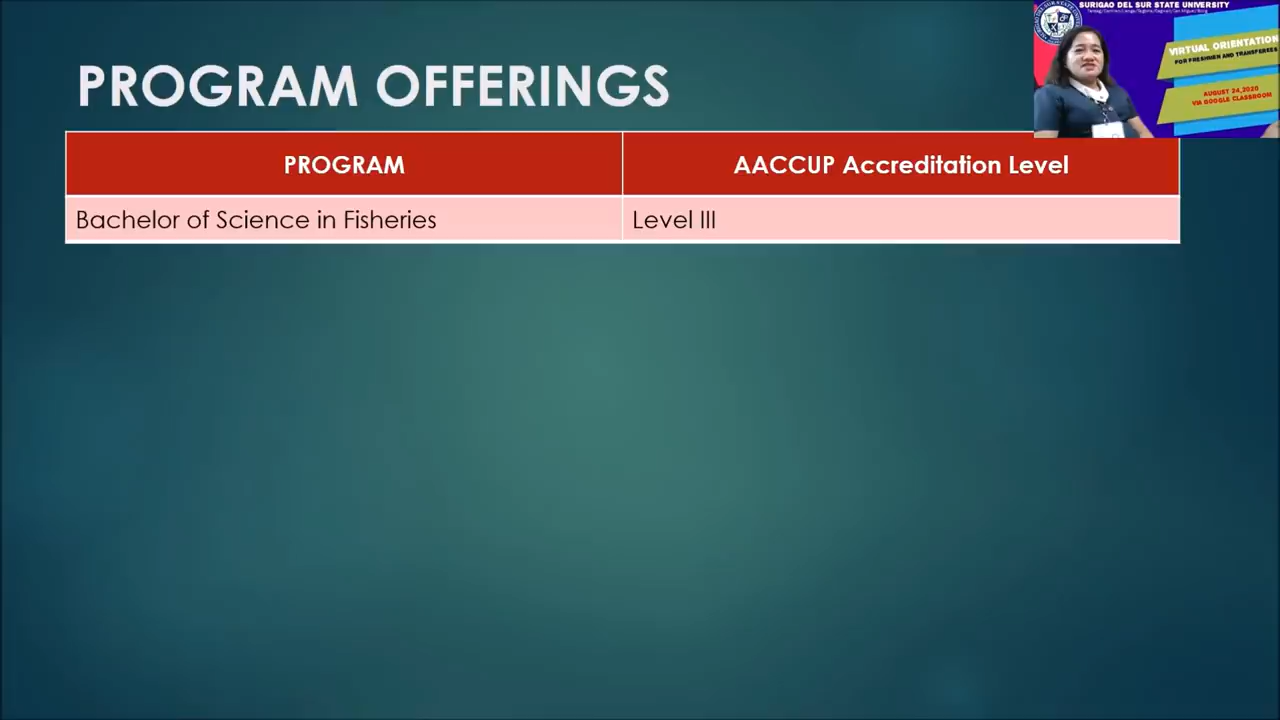 PROGRAM OFFERINGS
PROGRAM
AACCUP Accreditation Level
Bachelor of Science in Fisheries
Level III
SURIGAO DEL SUR STATE UNIVERSITY
VIRTUAL ORIENTATION
FOR FRESHMEN AND TRANSFEREES
AUGUST 24,2020
VIA GOOGLE CLASSROOM